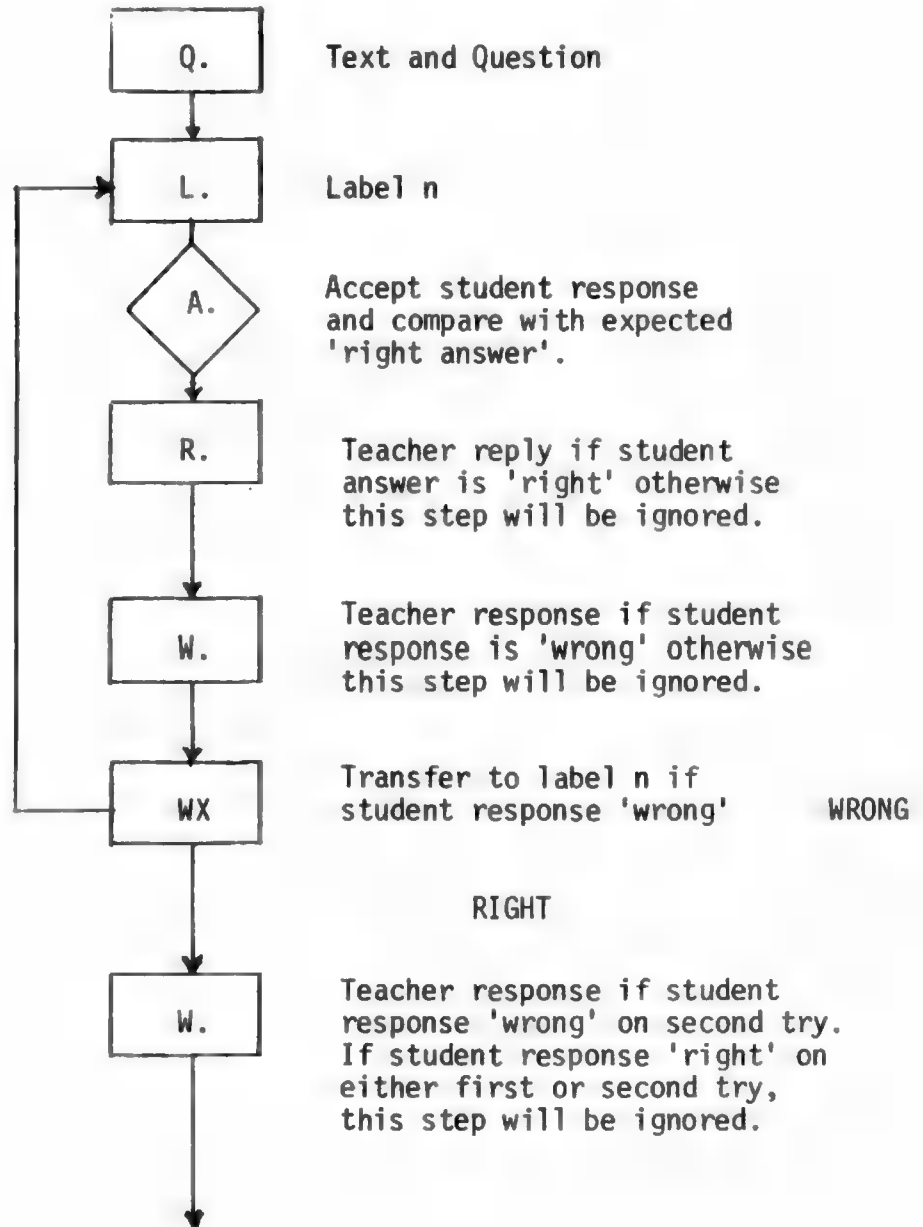 Q. Text and Question
L. Label n
A. Accept student response
and compare with expected
'right answer'.
R. Teacher reply if student
answer is 'right' otherwise
this step will be ignored.
W. Teacher response if student
response is 'wrong' otherwise
this step will be ignored.
WX Transfer to label n if
student response 'wrong' WRONG
RIGHT
W. Teacher response if student
response 'wrong' on second try.
If student response 'right' on
either first or second try,
this step will be ignored.